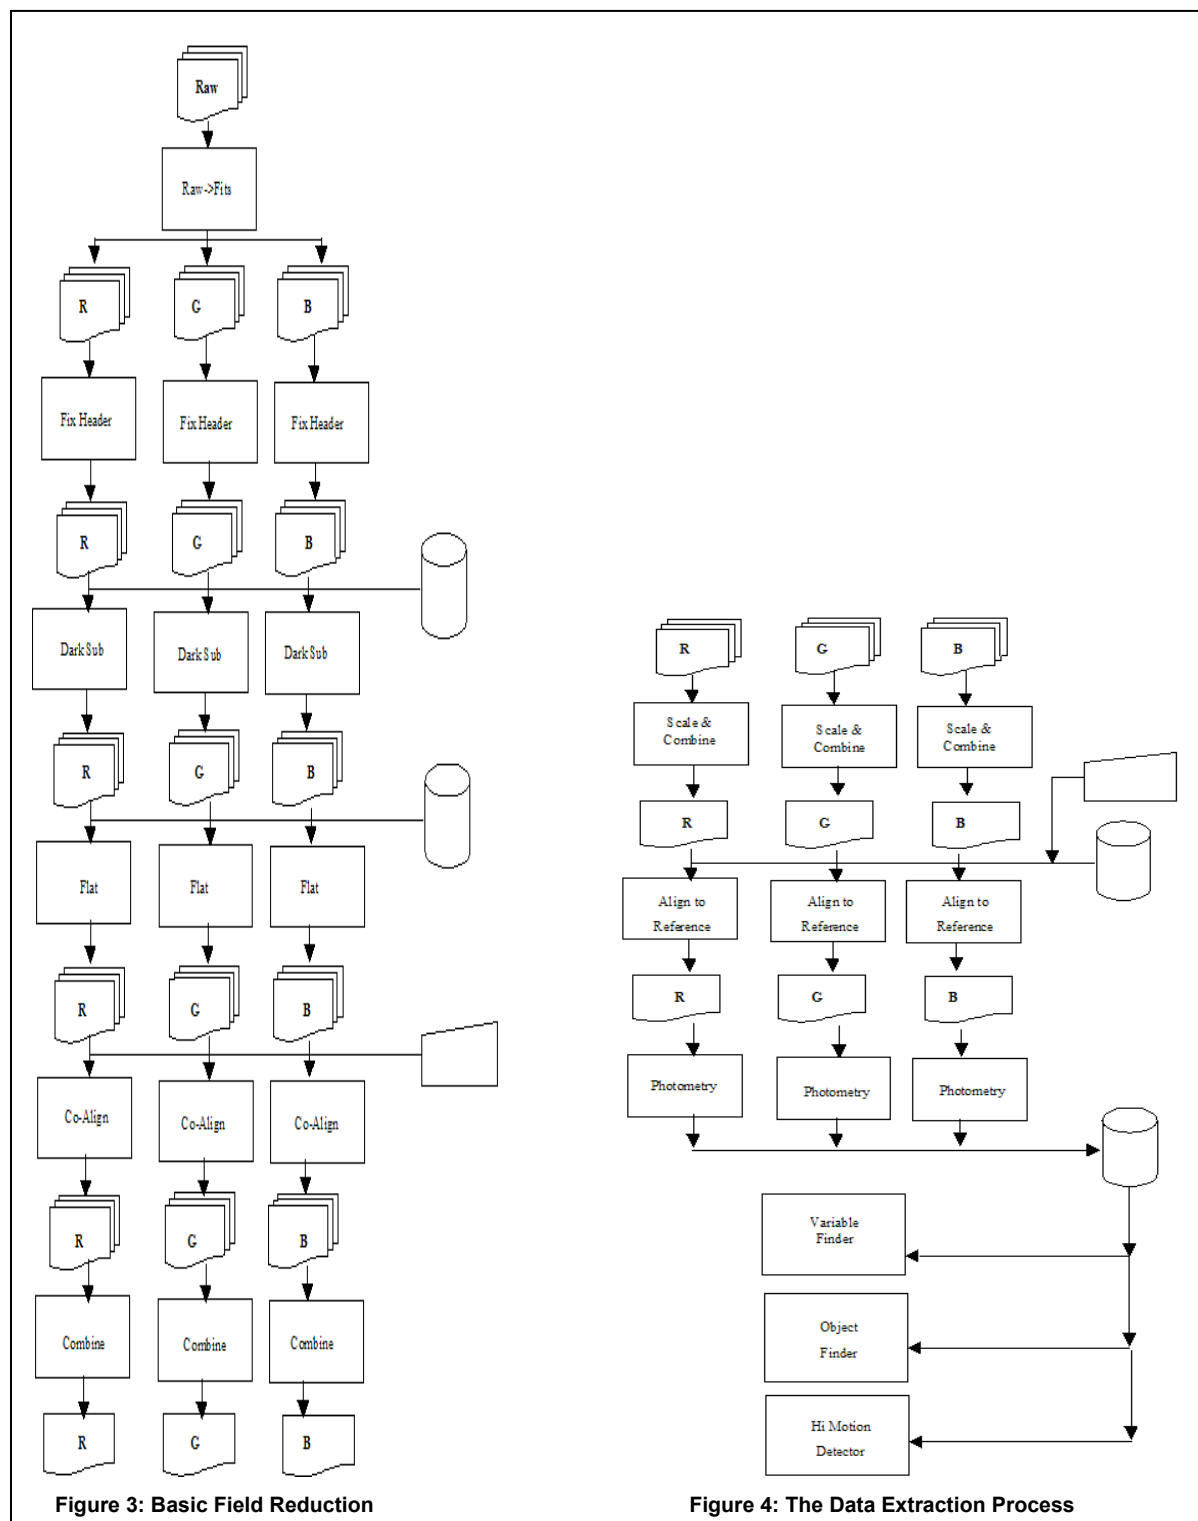 Raw
Raw->Fits
R G B
Fix Header Fix Header Fix Header
R G B
Dark Sub Dark Sub Dark Sub
R G B
Flat Flat Flat
R G B
Co-Align Co-Align Co-Align
R G B
Combine Combine Combine
R G B
Figure 3: Basic Field Reduction
R G B
Scale & Scale & Scale &
Combine Combine Combine
R G B
Align to Align to Align to
Reference Reference Reference
R G B
Photometry Photometry Photometry
Variable
Finder
Object
Finder
Hi Motion
Detector
Figure 4: The Data Extraction Process